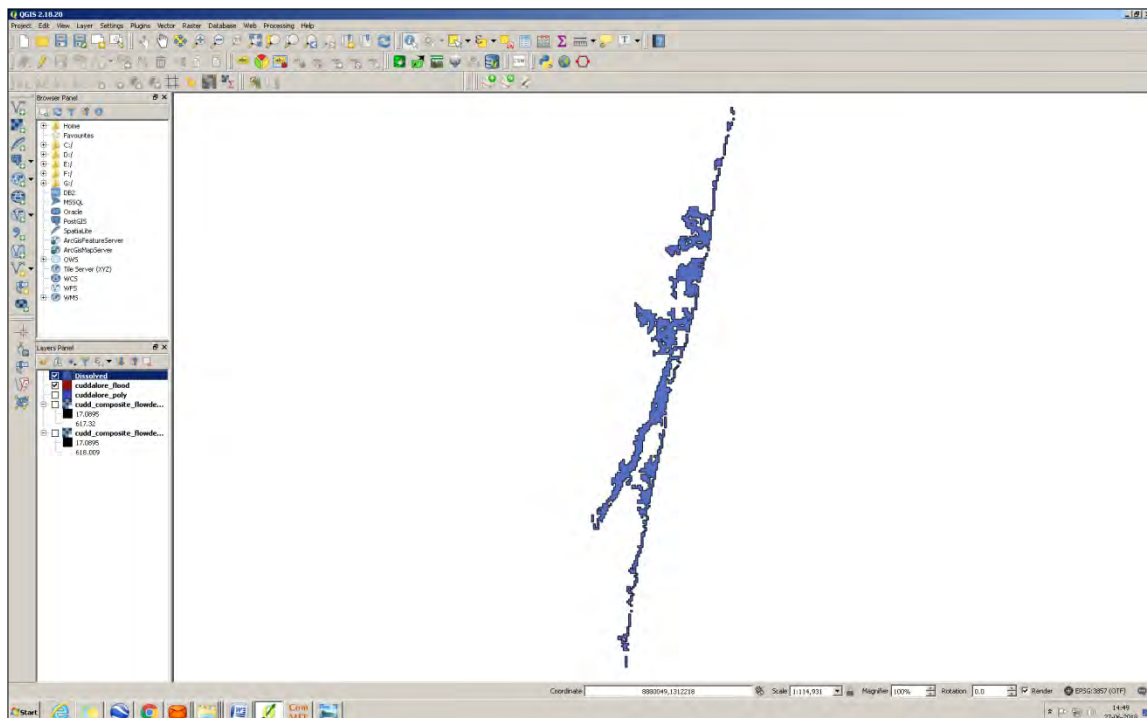 QGIS 2.18.20
Project Edit View Layer Settings Plugins Vector Raster Database Web Processing Help
Browser Panel
Home
Favourites
C:/
D:/
E:/
F:/
G:/
DB2
MSSQL
Oracle
PostGIS
SpatiaLite
ArcGisFeatureServer
ArcGisMapServer
OWS
Tile Server (XYZ)
WCS
WFS
WMS
Layers Panel
Dissolved
cuddalore_flood
cuddalore_poly
cudd_composite_flowde...
17.0895
617.32
cudd_composite_flowde...
17.0895
618.009
Coordinate 8880049,1312218 Scale 1:114,931 Magnifier 100% Rotation 0.0 Render EPSG:3857 (OTF)
Start
14:49